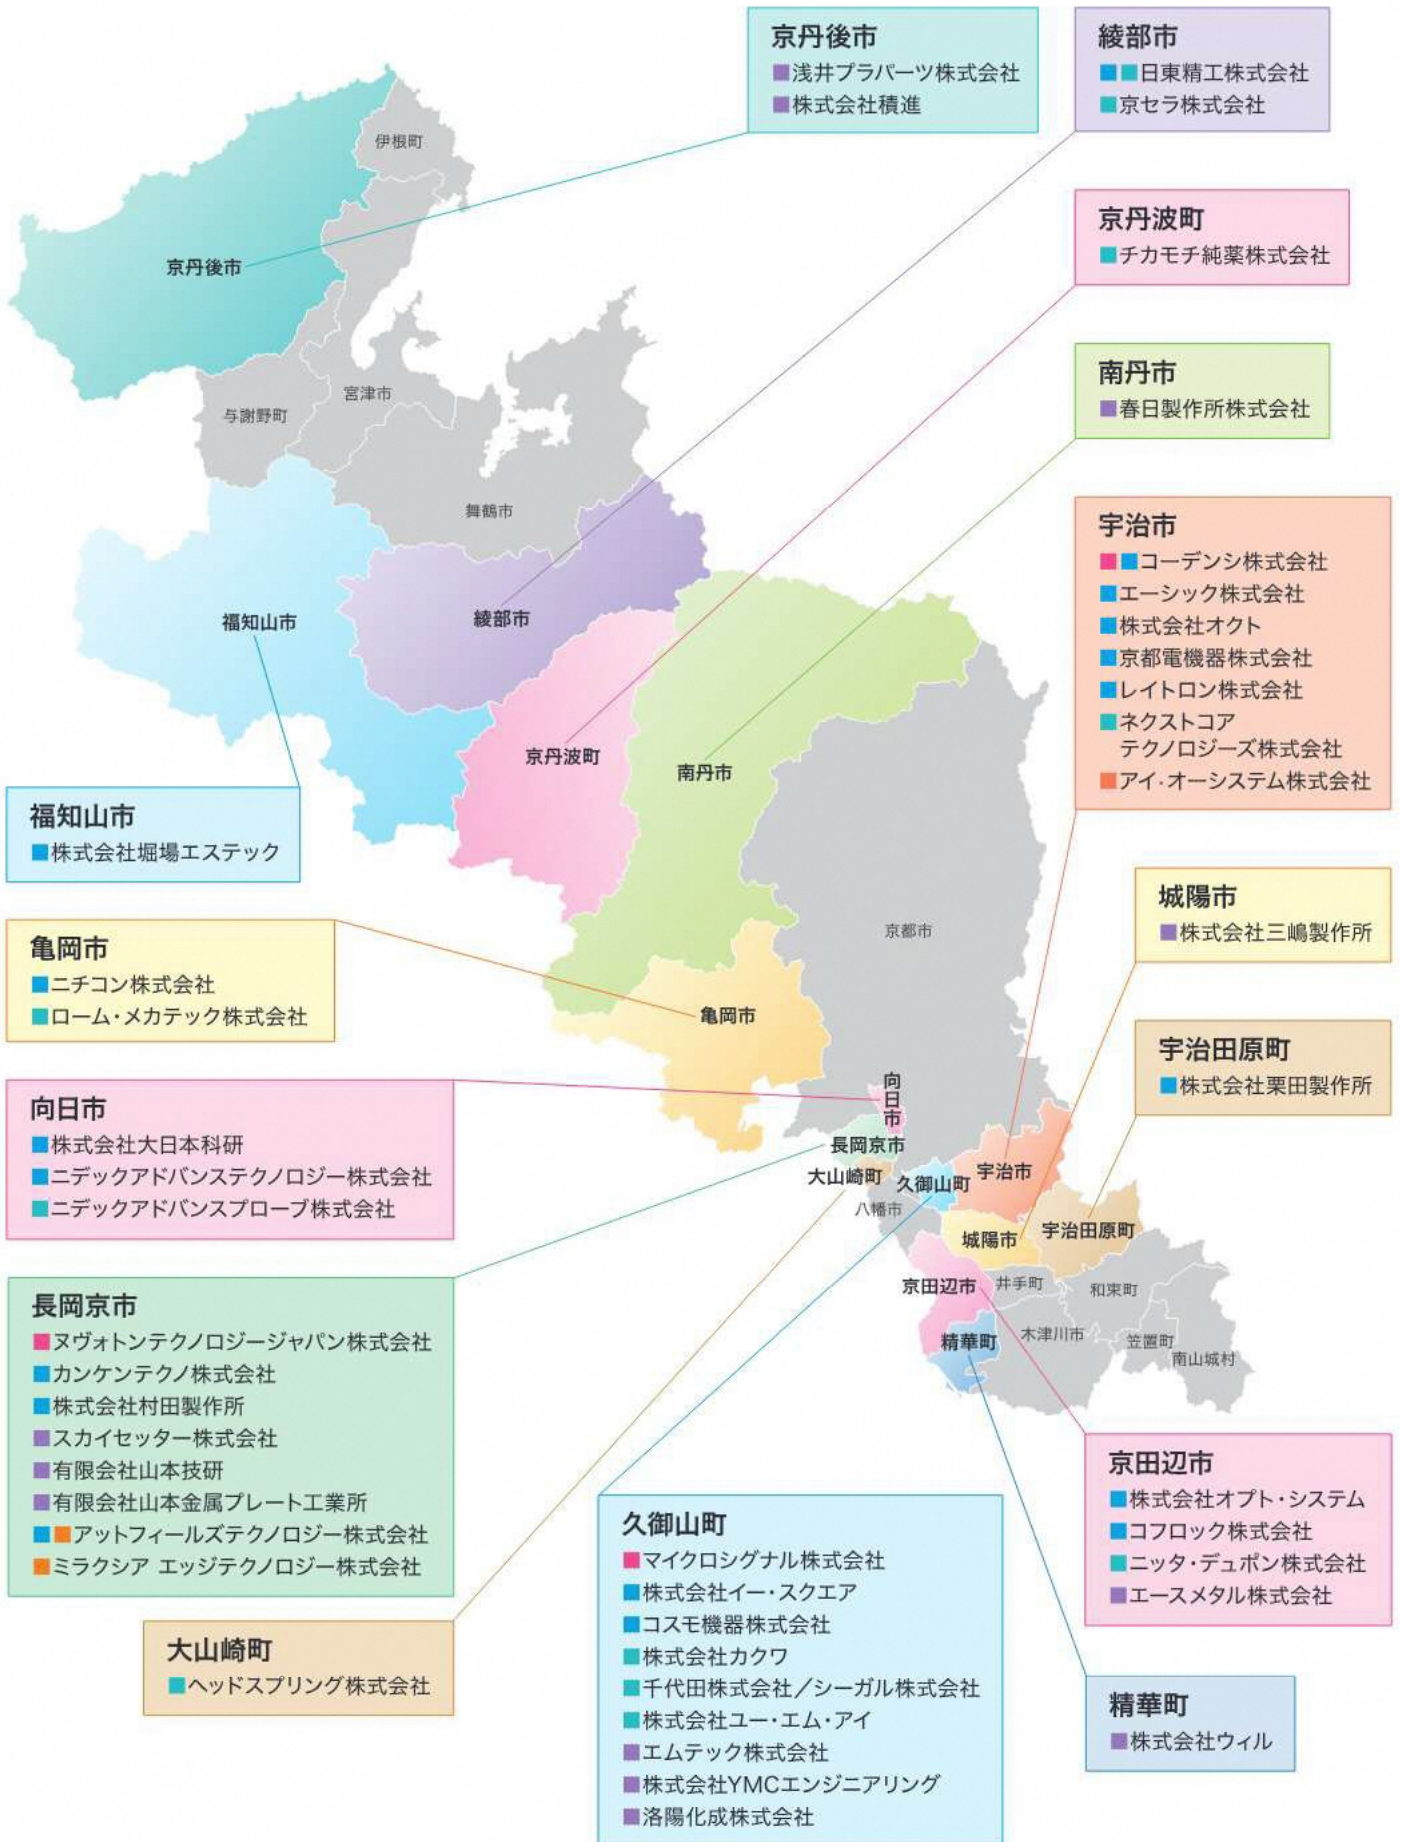 京丹後市
浅井プラパーツ株式会社
株式会社積進
綾部市
日東精工株式会社
京セラ株式会社
京丹波町
チカモチ純薬株式会社
南丹市
春日製作所株式会社
宇治市
コーデンシ株式会社
エーシック株式会社
株式会社オクト
京都電機器株式会社
レイトロン株式会社
ネクストコア
テクノロジーズ株式会社
アイ・オーシステム株式会社
城陽市
株式会社三嶋製作所
宇治田原町
株式会社栗田製作所
伊根町
京丹後市
宮津市
与謝野町
舞鶴市
綾部市
福知山市
京丹波町
南丹市
京都市
亀岡市
向日市
長岡京市
大山崎町
久御山町
宇治市
八幡市
城陽市
宇治田原町
京田辺市
井手町
和束町
精華町
木津川市
笠置町
南山城村
福知山市
株式会社堀場エステック
亀岡市
ニチコン株式会社
ローム・メカテック株式会社
向日市
株式会社大日本科研
ニデックアドバンステクノロジー株式会社
ニデックアドバンスプローブ株式会社
長岡京市
ヌヴォトンテクノロジージャパン株式会社
カンケンテクノ株式会社
株式会社村田製作所
スカイセッター株式会社
有限会社山本技研
有限会社山本金属プレート工業所
アットフィールズテクノロジー株式会社
ミラクシア エッジテクノロジー株式会社
大山崎町
ヘッドスプリング株式会社
久御山町
マイクロシグナル株式会社
株式会社イー・スクエア
コスモ機器株式会社
株式会社カクワ
千代田株式会社／シーガル株式会社
株式会社ユー・エム・アイ
エムテック株式会社
株式会社YMCエンジニアリング
洛陽化成株式会社
京田辺市
株式会社オプト・システム
コフロック株式会社
ニッタ・デュポン株式会社
エースメタル株式会社
精華町
株式会社ウィル